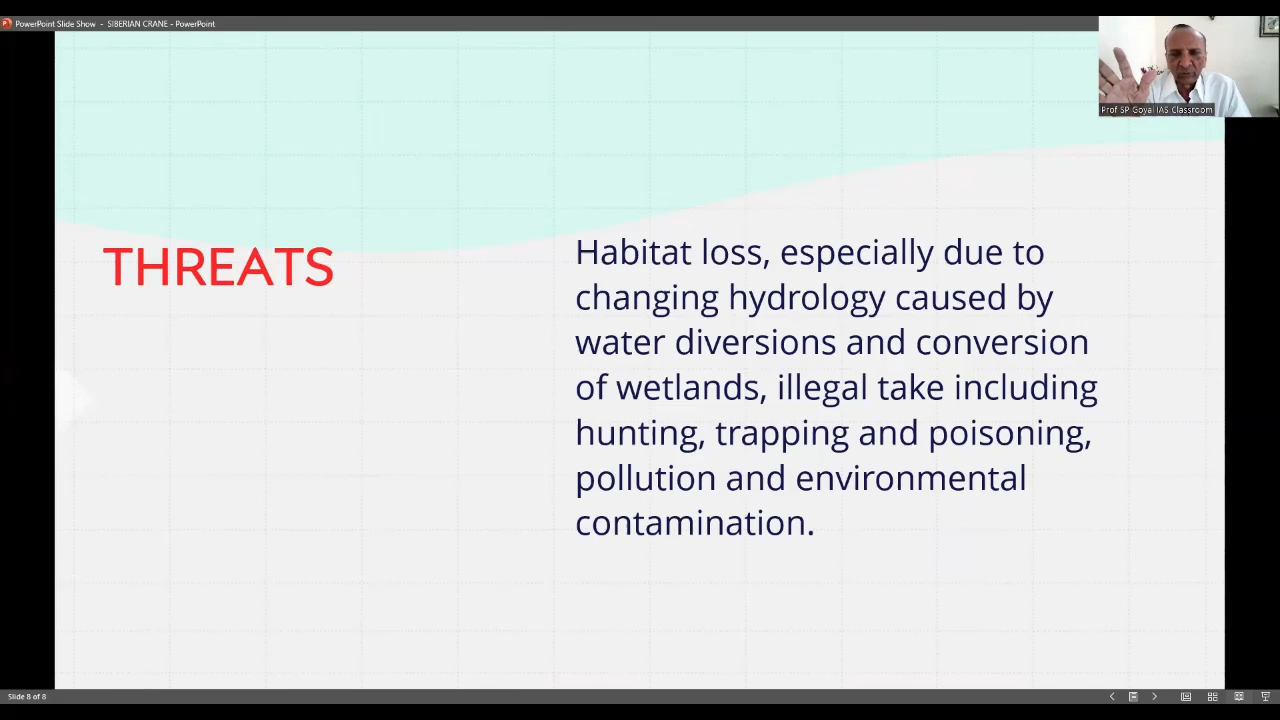 PowerPoint Slide Show - SIBERIAN CRANE - PowerPoint
Prof SP Goyal IAS Classroom
THREATS
Habitat loss, especially due to
changing hydrology caused by
water diversions and conversion
of wetlands, illegal take including
hunting, trapping and poisoning,
pollution and environmental
contamination.
Slide 8 of 8